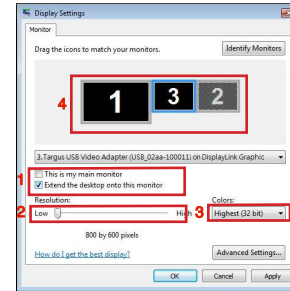 Display Settings
Monitor
Drag the icons to match your monitors.
Identify Monitors
4
1
3
2
3. Targus USB Video Adapter (USB_02aa-100011) on DisplayLink Graphic
1
This is my main monitor
Extend the desktop onto this monitor
Resolution:
Colors:
2
Low
High
3
Highest (32 bit)
800 by 600 pixels
How do I get the best display?
Advanced Settings...
OK
Cancel
Apply